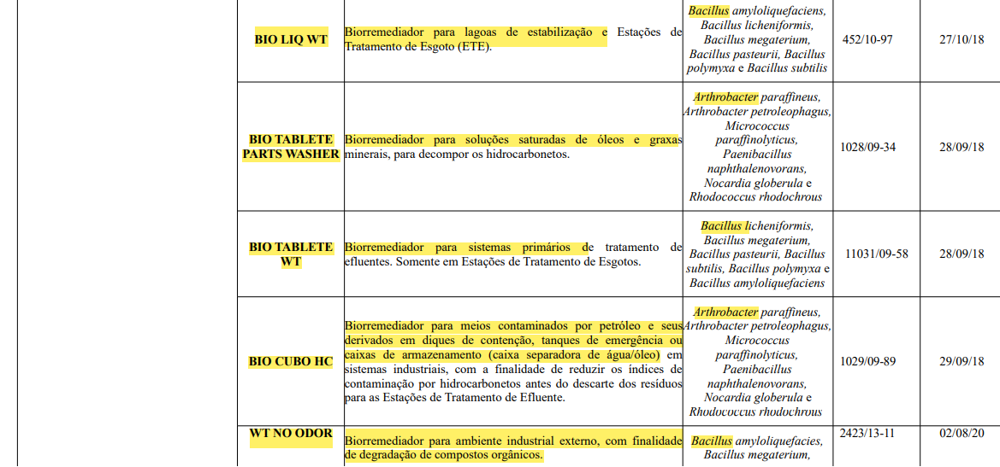 BIO LIQ WT
Biorremediador para lagoas de estabilização e Estações de
Tratamento de Esgoto (ETE).
Bacillus amyloliquefaciens,
Bacillus licheniformis,
Bacillus megaterium,
Bacillus pasteurii, Bacillus
polymyxa e Bacillus subtilis
452/10-97
27/10/18
BIO TABLETE
PARTS WASHER
Biorremediador para soluções saturadas de óleos e graxas
minerais, para decompor os hidrocarbonetos.
Arthrobacter paraffineus,
Arthrobacter petroleophagus,
Micrococcus
paraffinolyticus,
Paenibacillus
naphthalenovorans,
Nocardia globerula e
Rhodococcus rhodochrous
1028/09-34
28/09/18
BIO TABLETE
WT
Biorremediador para sistemas primários de tratamento de
efluentes. Somente em Estações de Tratamento de Esgotos.
Bacillus licheniformis,
Bacillus megaterium,
Bacillus pasteurii, Bacillus
subtilis, Bacillus polymyxa e
Bacillus amyloliquefaciens
11031/09-58
28/09/18
BIO CUBO HC
Biorremediador para meios contaminados por petróleo e seus
derivados em diques de contenção, tanques de emergência ou
caixas de armazenamento (caixa separadora de água/óleo) em
sistemas industriais, com a finalidade de reduzir os índices de
contaminação por hidrocarbonetos antes do descarte dos resíduos
para as Estações de Tratamento de Efluente.
Arthrobacter paraffineus,
Arthrobacter petroleophagus,
Micrococcus
paraffinolyticus,
Paenibacillus
naphthalenovorans,
Nocardia globerula e
Rhodococcus rhodochrous
1029/09-89
29/09/18
WT NO ODOR
Biorremediador para ambiente industrial externo, com finalidade
de degradação de compostos orgânicos.
Bacillus amyloliquefacies,
Bacillus megaterium,
2423/13-11
02/08/20